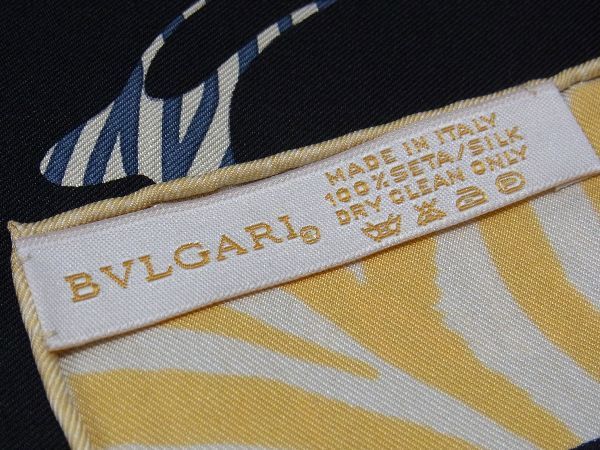 BVLGARI®
MADE IN ITALY
100% SETA/SILK
DRY CLEAN ONLY